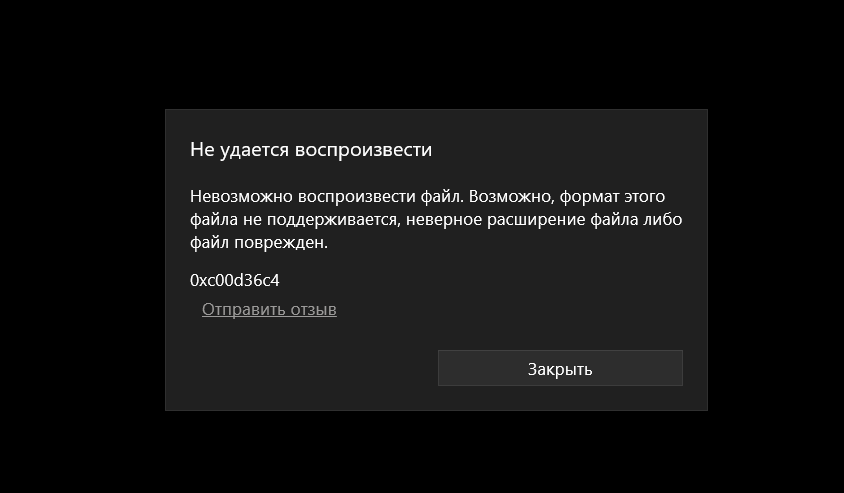 Не удается воспроизвести
Невозможно воспроизвести файл. Возможно, формат этого
файла не поддерживается, неверное расширение файла либо
файл поврежден.
0xc00d36c4
Отправить отзыв
Закрыть